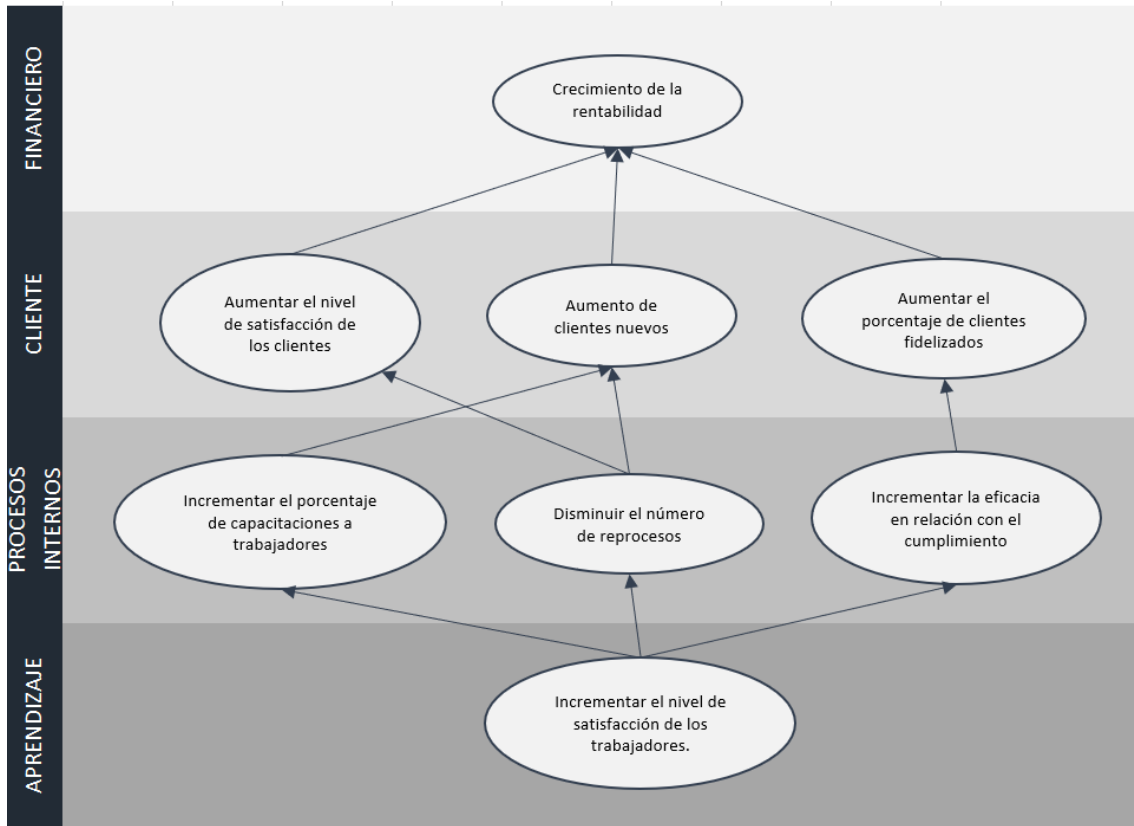 FINANCIERO
Crecimiento de la
rentabilidad
CLIENTE
Aumentar el nivel
de satisfacción de
los clientes
Aumento de
clientes nuevos
Aumentar el
porcentaje de clientes
fidelizados
PROCESOS
INTERNOS
Incrementar el porcentaje
de capacitaciones a
trabajadores
Disminuir el número
de reprocesos
Incrementar la eficacia
en relación con el
cumplimiento
APRENDIZAJE
Incrementar el nivel de
satisfacción de los
trabajadores.